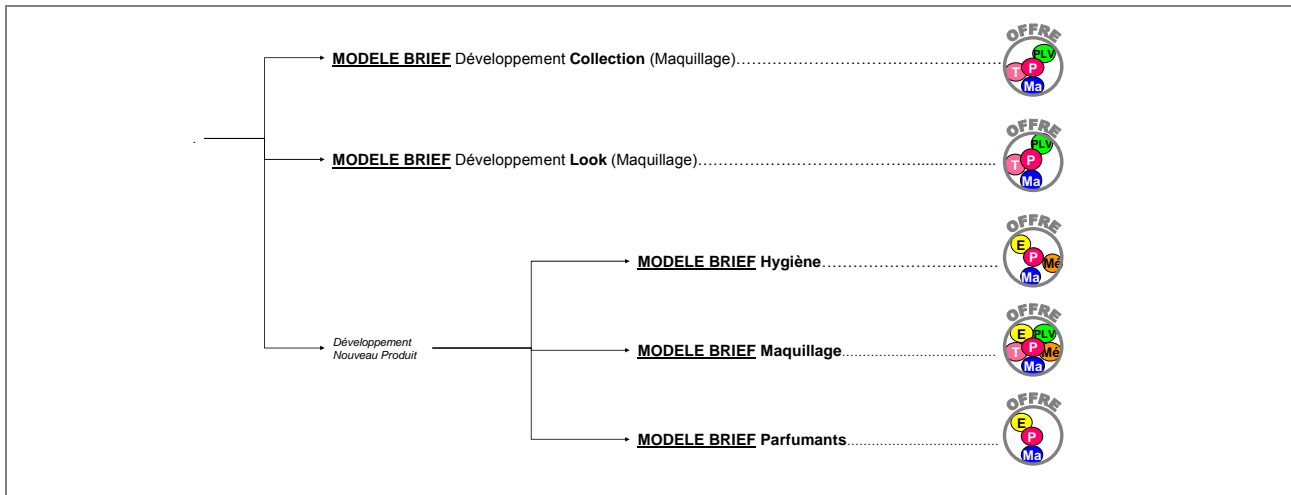 OFFRE
PLV
T P
Ma
MODELE BRIEF Développement Collection (Maquillage)……………………………………………
.
OFFRE
PLV
T P
Ma
MODELE BRIEF Développement Look (Maquillage)……………………………………………………
OFFRE
E
P Mé
Ma
MODELE BRIEF Hygiène………………………………
OFFRE
E PLV
T P Mé
Ma
Développement
Nouveau Produit
MODELE BRIEF Maquillage……………………………
OFFRE
E
P
Ma
MODELE BRIEF Parfumants……………………………